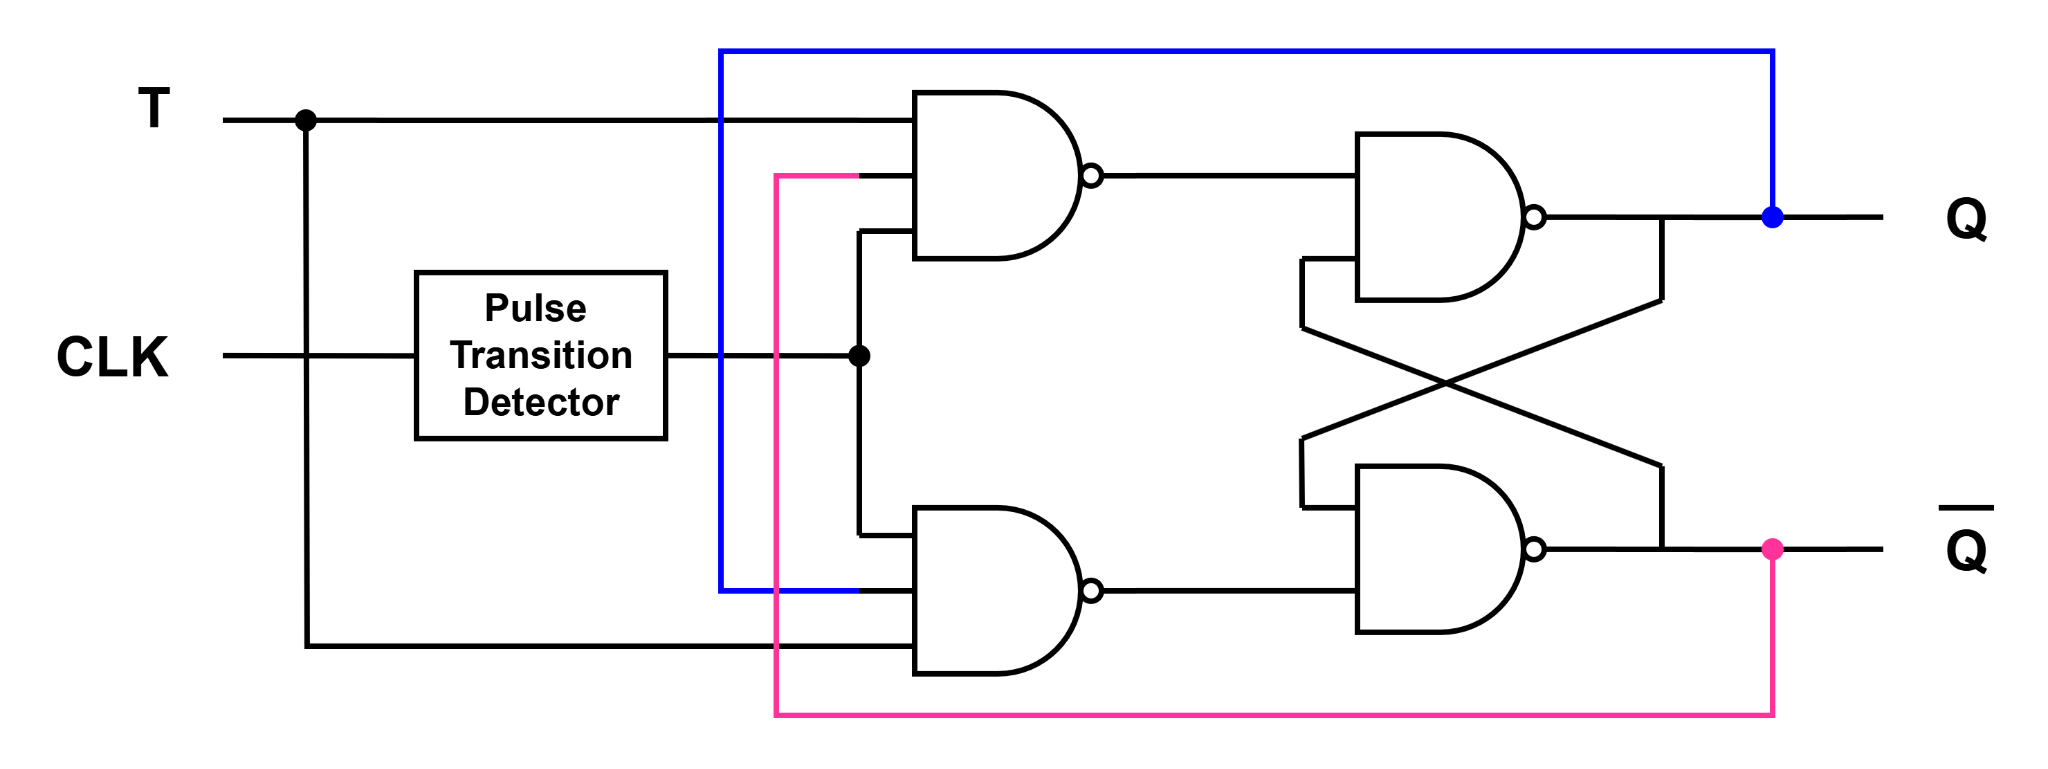 T
CLK
Pulse
Transition
Detector
Q
Q̅